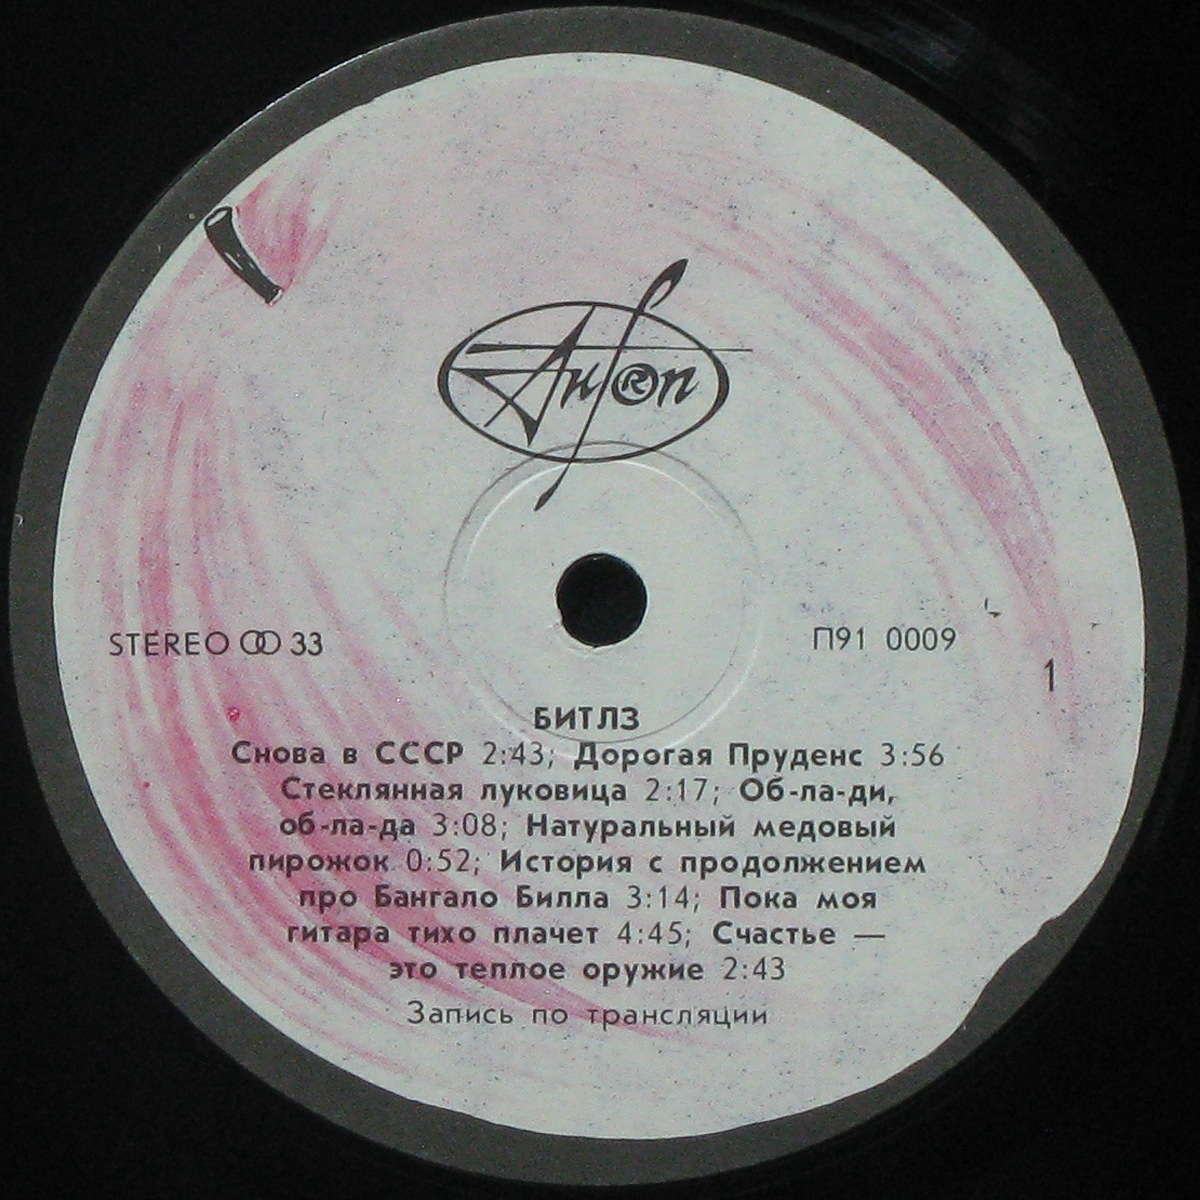 Antrop
®
STEREO 33
П91 0009
1
БИТЛЗ
Снова в СССР 2:43; Дорогая Пруденс 3:56
Стеклянная луковица 2:17; Об-ла-ди,
об-ла-да 3:08; Натуральный медовый
пирожок 0:52; История с продолжением
про Бангало Билла 3:14; Пока моя
гитара тихо плачет 4:45; Счастье —
это теплое оружие 2:43
Запись по трансляции